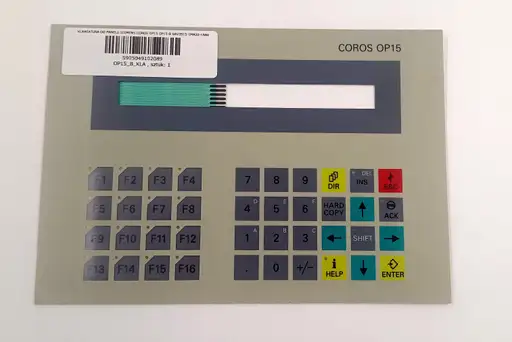 COROS OP15
5905949102089
OP15_B_KLA , sztuk: 1
F1 F2 F3 F4 7 8 9 DIR DEC INS ESC
F5 F6 F7 F8 D 4 E 5 F 6 HARD COPY ACK
F9 F10 F11 F12 A 1 B 2 C 3 SHIFT
F13 F14 F15 F16 . 0 +/- i HELP ENTER